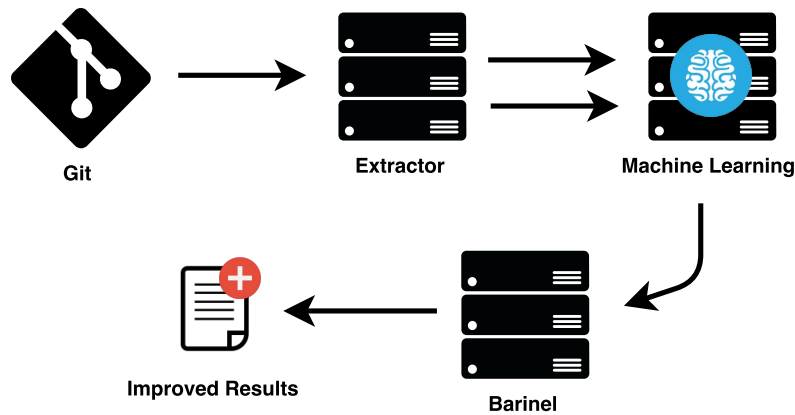 Git
Extractor
Machine Learning
Improved Results
Barinel